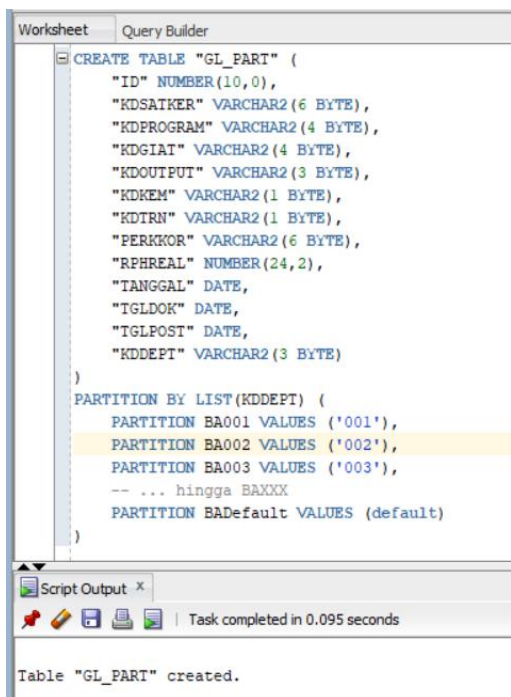 Worksheet Query Builder
CREATE TABLE "GL_PART" (
"ID" NUMBER(10,0),
"KDSATKER" VARCHAR2(6 BYTE),
"KDPROGRAM" VARCHAR2(4 BYTE),
"KDGIAT" VARCHAR2(4 BYTE),
"KDOUTPUT" VARCHAR2(3 BYTE),
"KDKEM" VARCHAR2(1 BYTE),
"KDTRN" VARCHAR2(1 BYTE),
"PERKKOR" VARCHAR2(6 BYTE),
"RPHREAL" NUMBER(24,2),
"TANGGAL" DATE,
"TGLDOK" DATE,
"TGLPOST" DATE,
"KDDEPT" VARCHAR2(3 BYTE)
)
PARTITION BY LIST(KDDEPT) (
PARTITION BA001 VALUES ('001'),
PARTITION BA002 VALUES ('002'),
PARTITION BA003 VALUES ('003'),
-- ... hingga BAXXX
PARTITION BADefault VALUES (default)
)
Script Output x
Task completed in 0.095 seconds
Table "GL_PART" created.